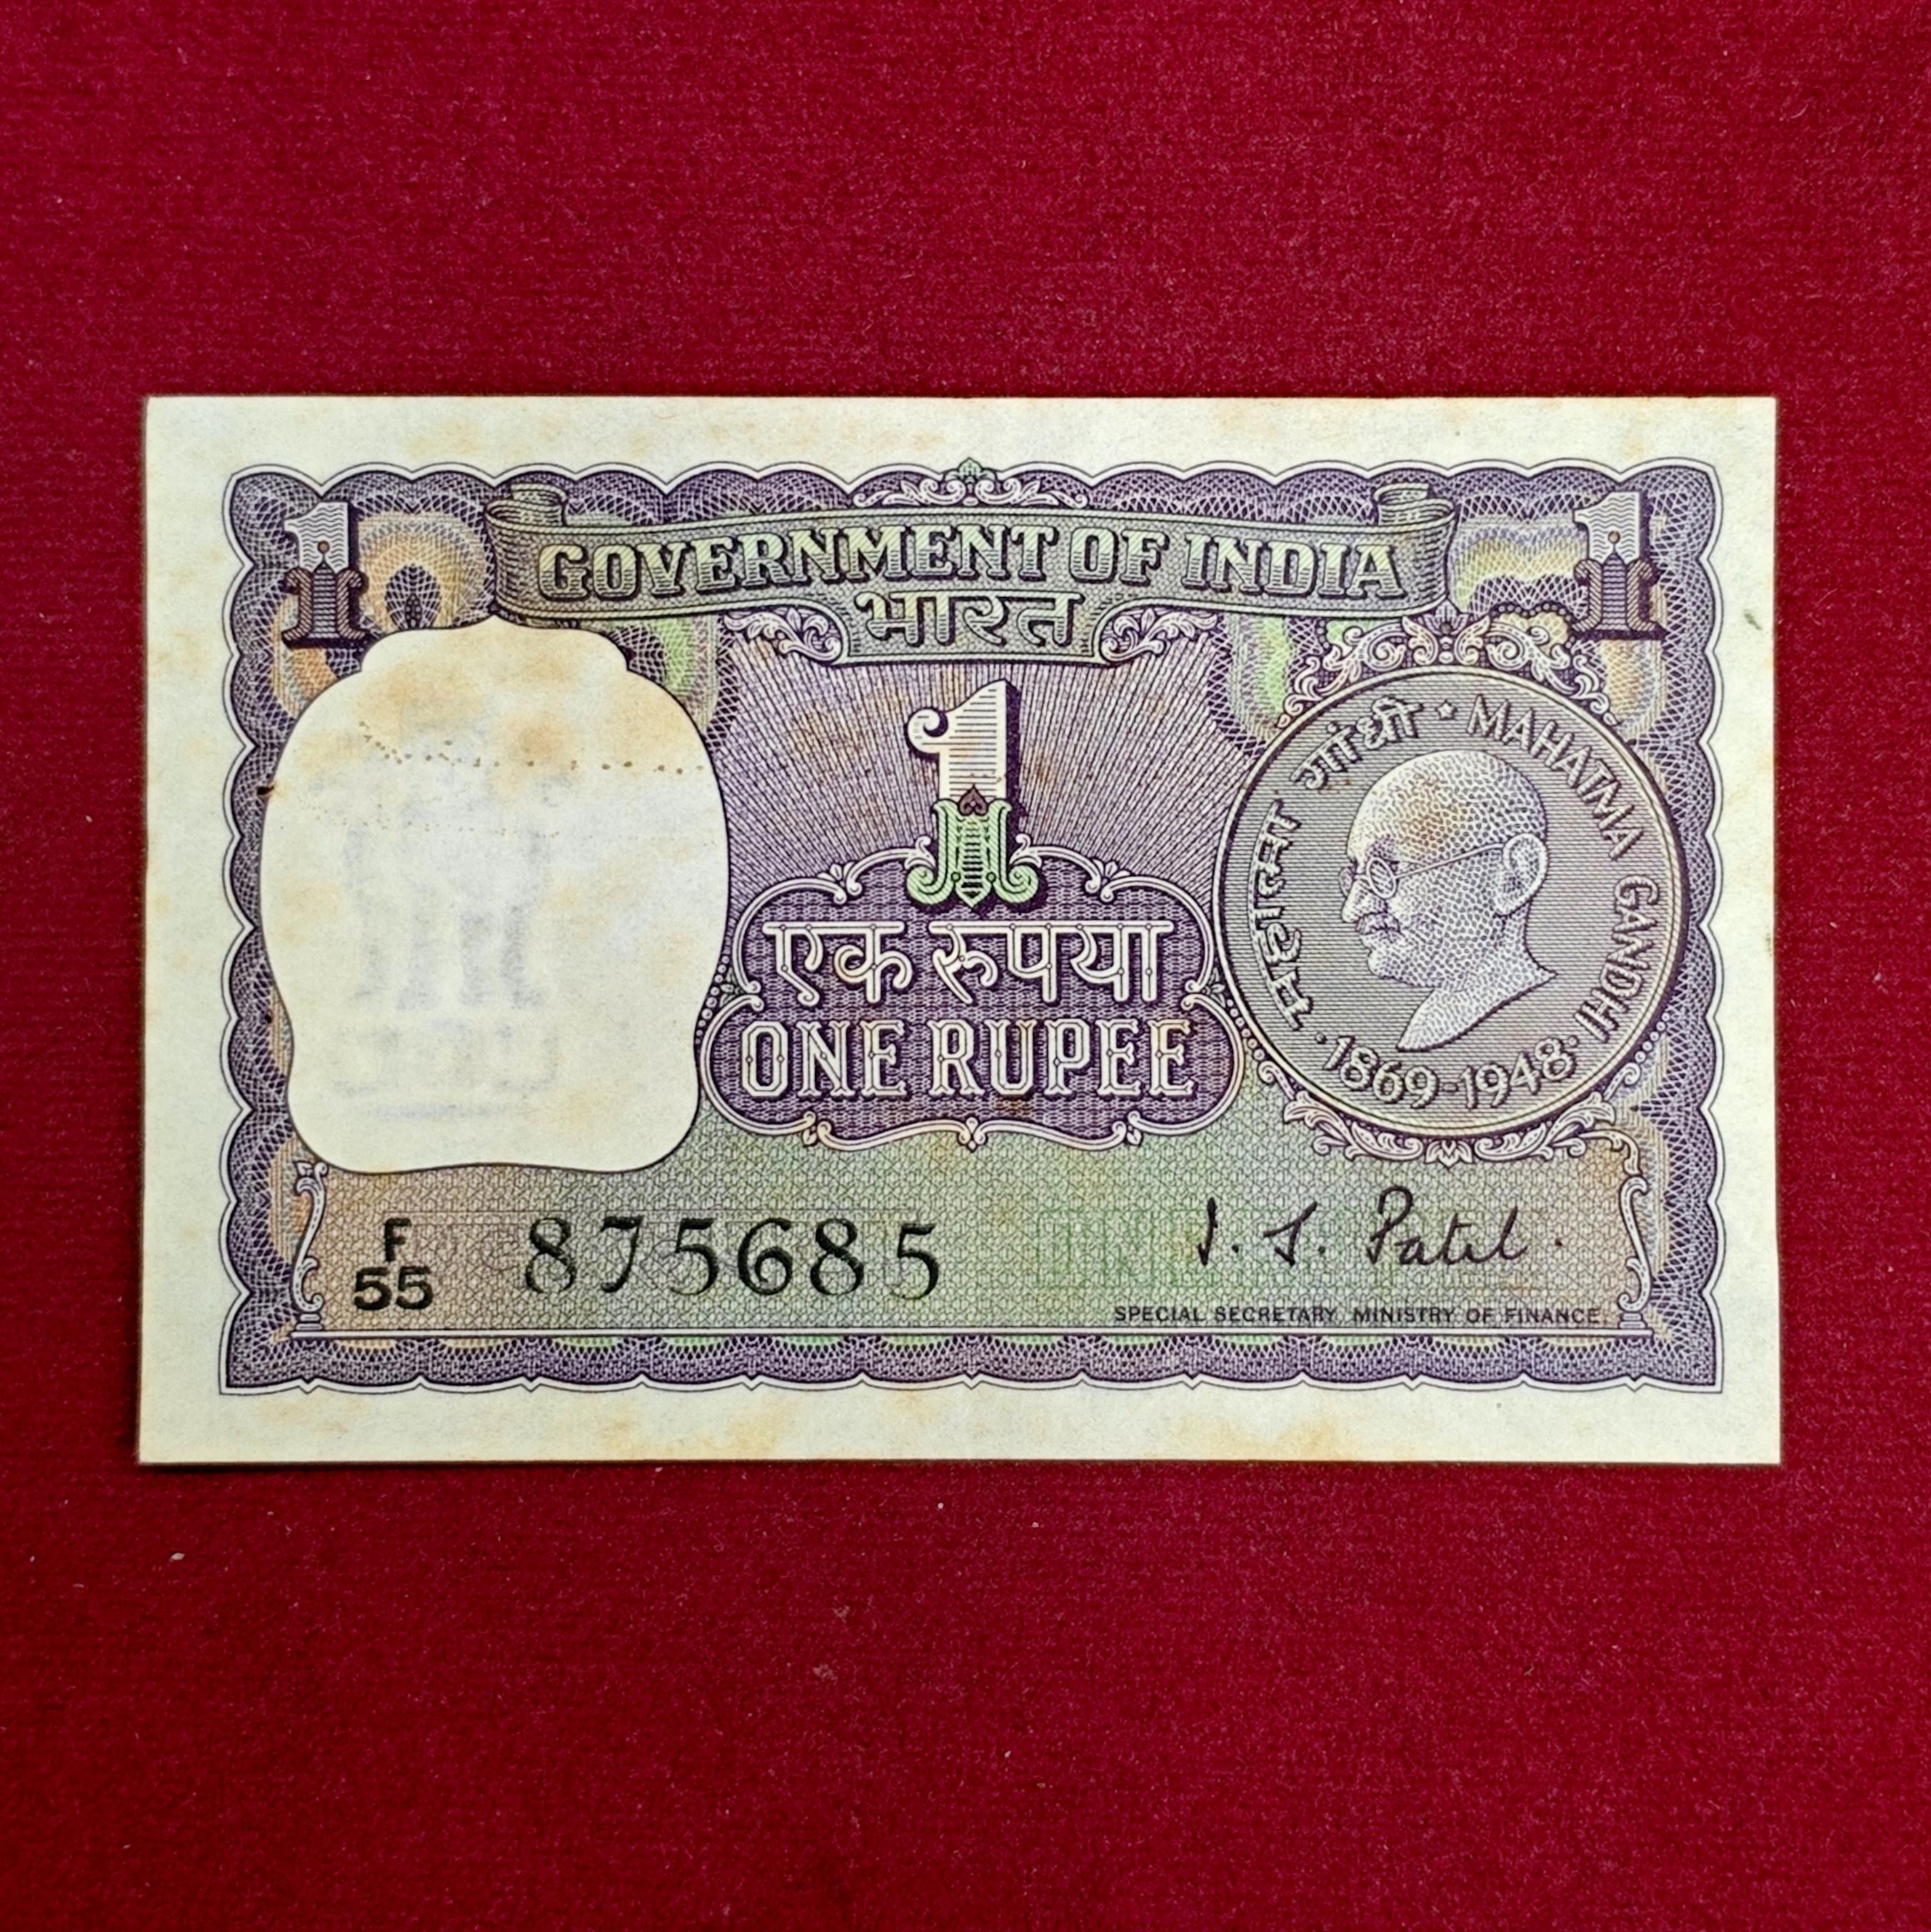 1 1
GOVERNMENT OF INDIA
भारत
1
महात्मा गांधी · MAHATMA GANDHI
·1869-1948·
एक रुपया
ONE RUPEE
F
55 875685
I. G. Patel.
SPECIAL SECRETARY, MINISTRY OF FINANCE.